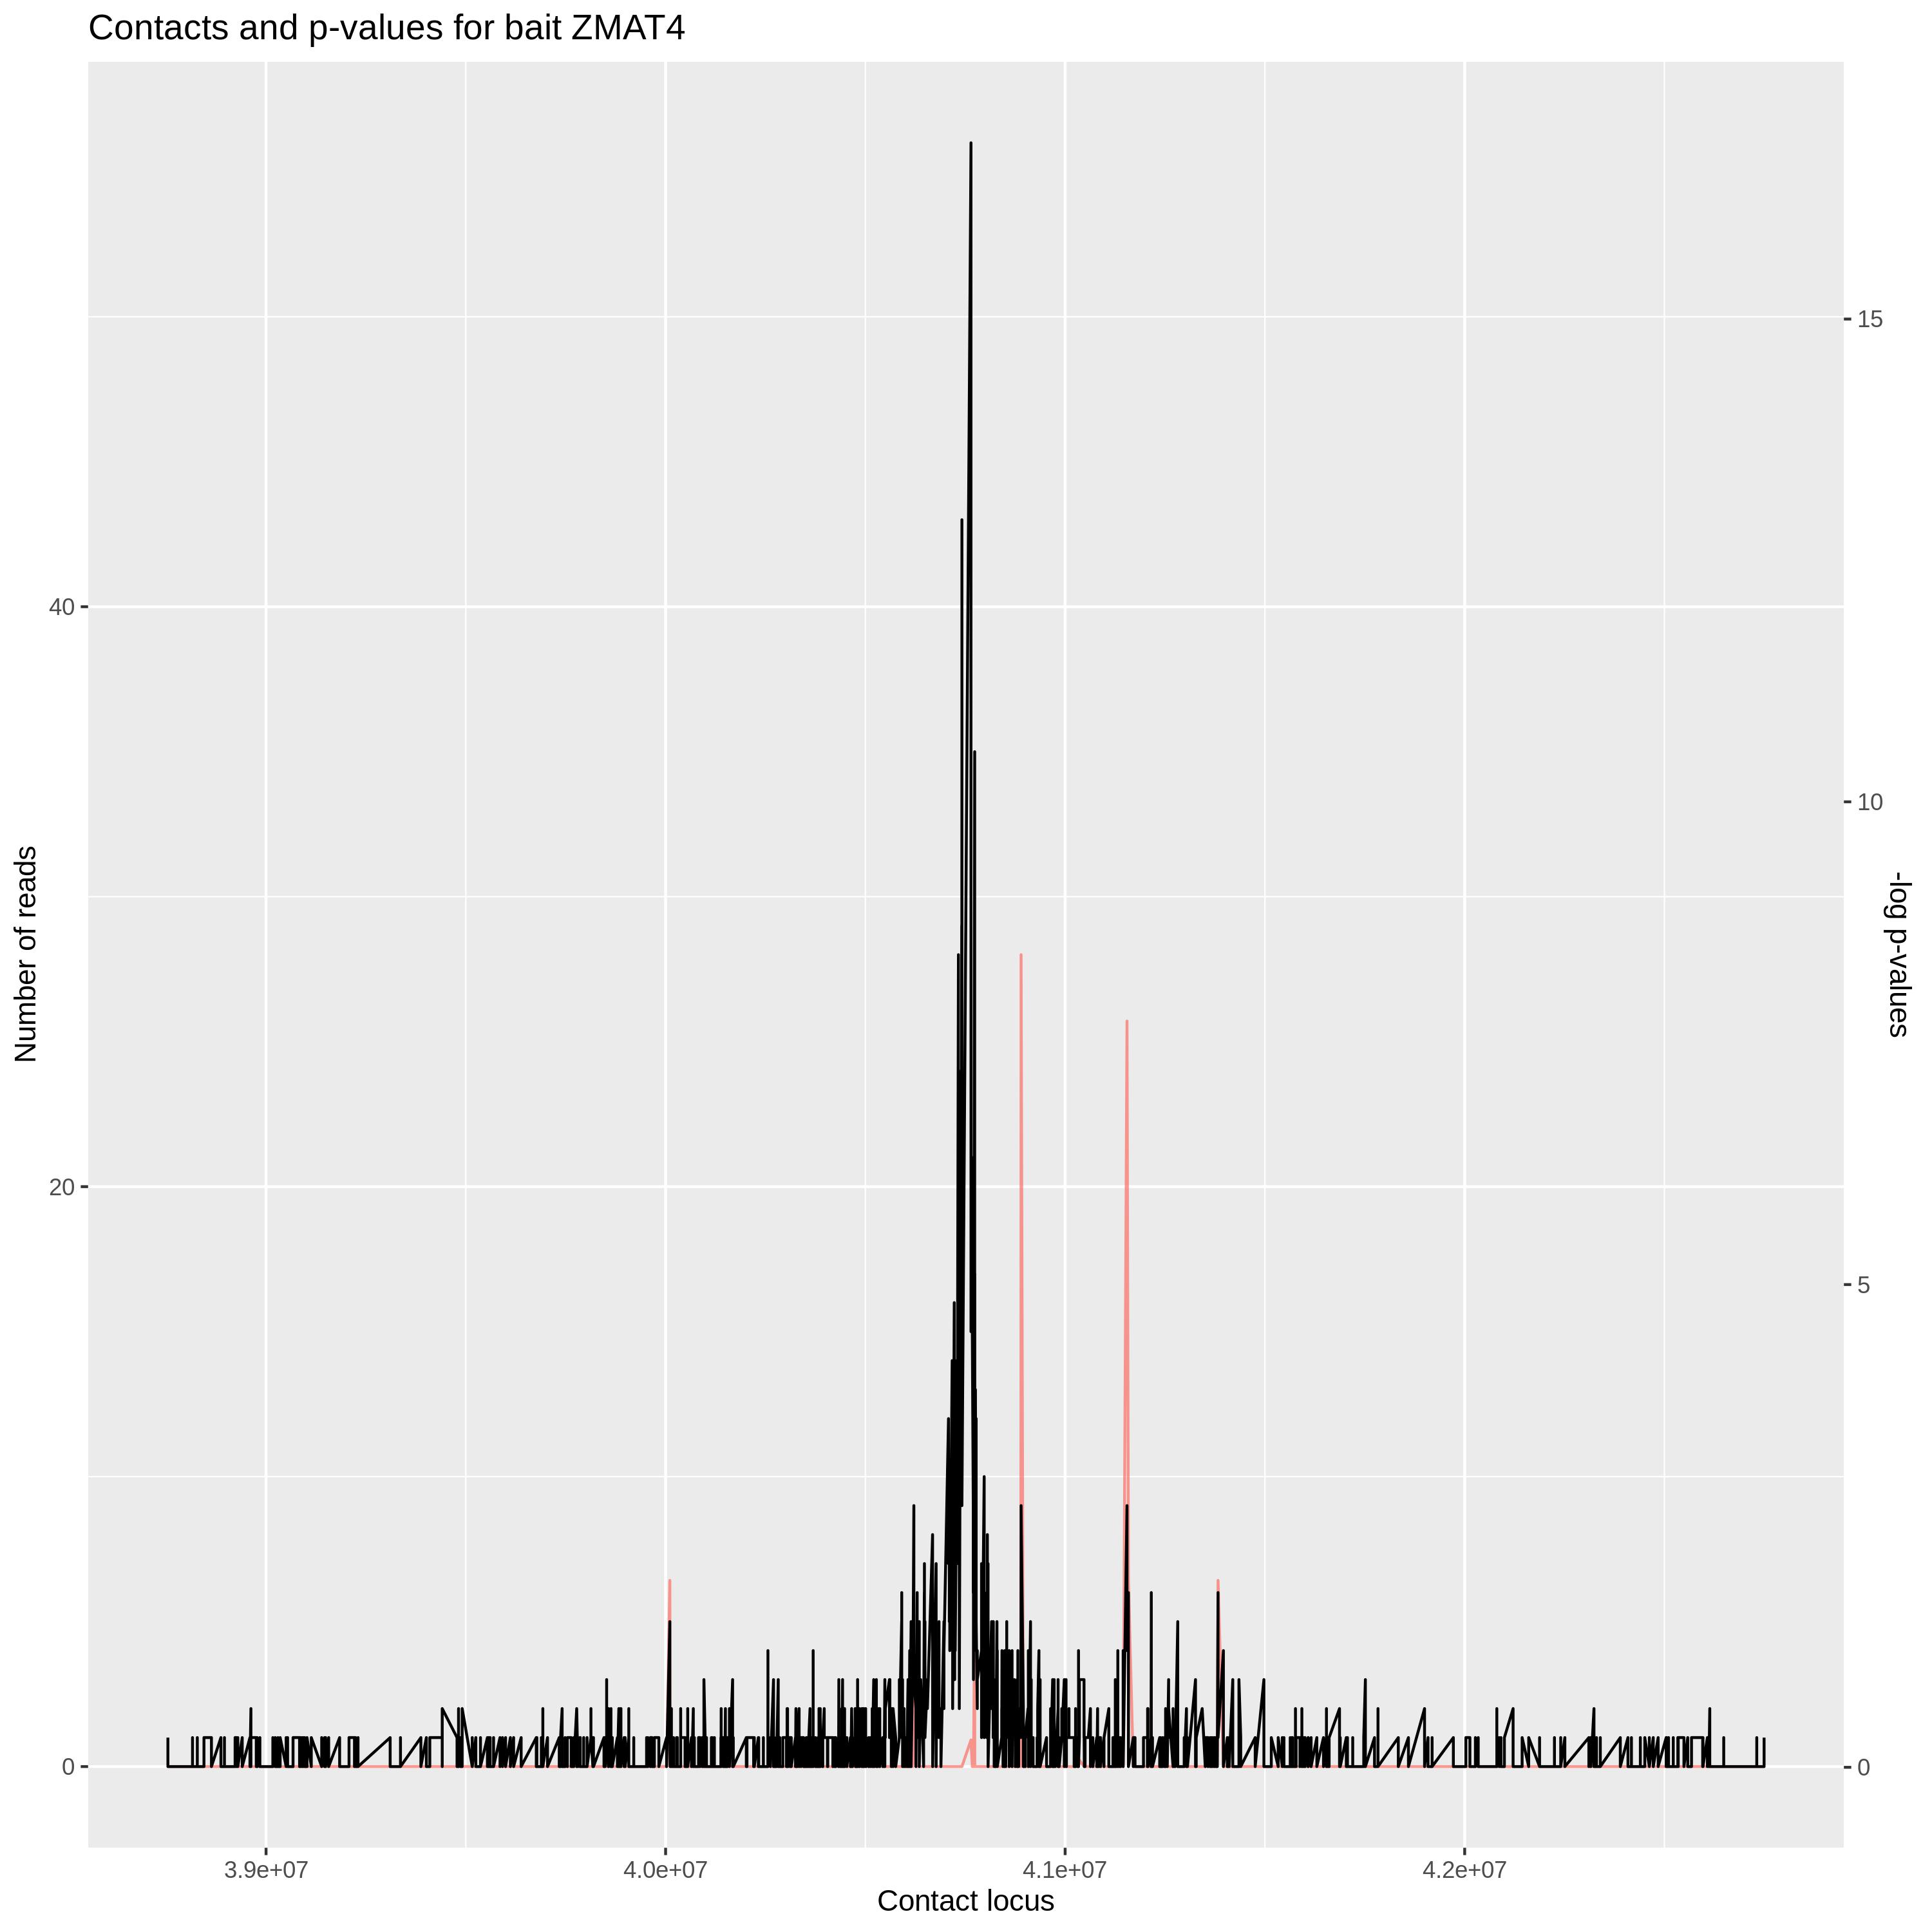 Contacts and p-values for bait ZMAT4
40
20
0
Number of reads
15
10
5
0
-log p-values
3.9e+07 4.0e+07 4.1e+07 4.2e+07
Contact locus